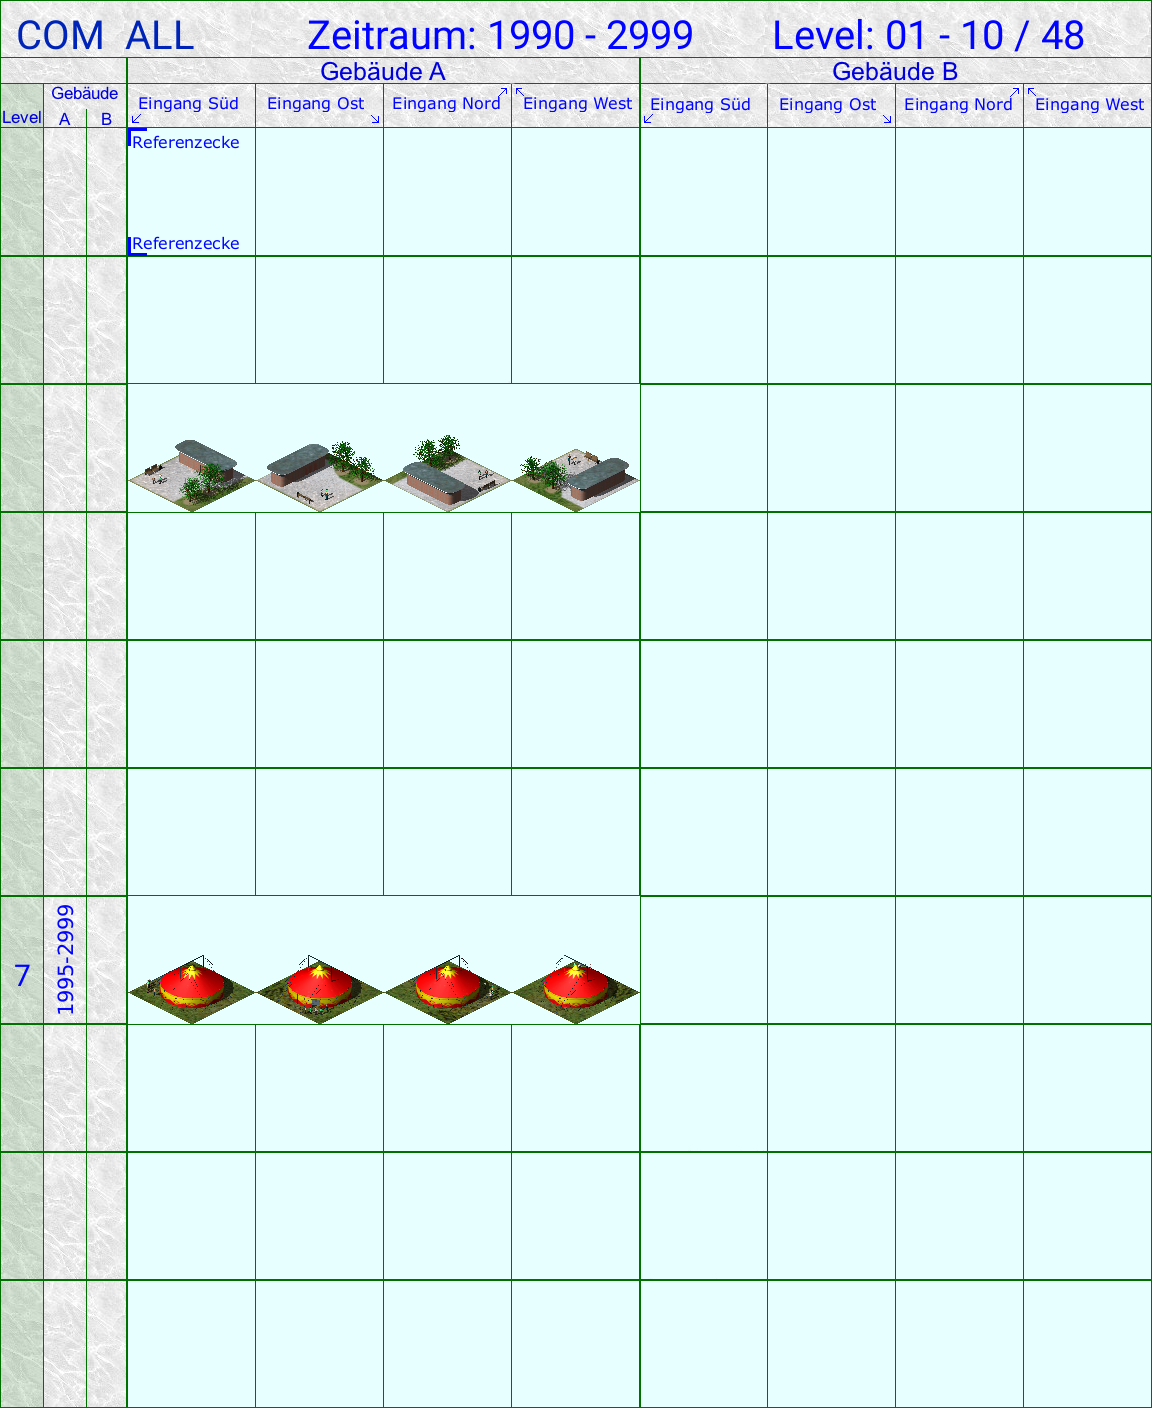 COM ALL Zeitraum: 1990 - 2999 Level: 01 - 10 / 48
Gebäude A Gebäude B
Level Gebäude A B Eingang Süd Eingang Ost Eingang Nord Eingang West Eingang Süd Eingang Ost Eingang Nord Eingang West
Referenzecke
Referenzecke
7 1995-2999